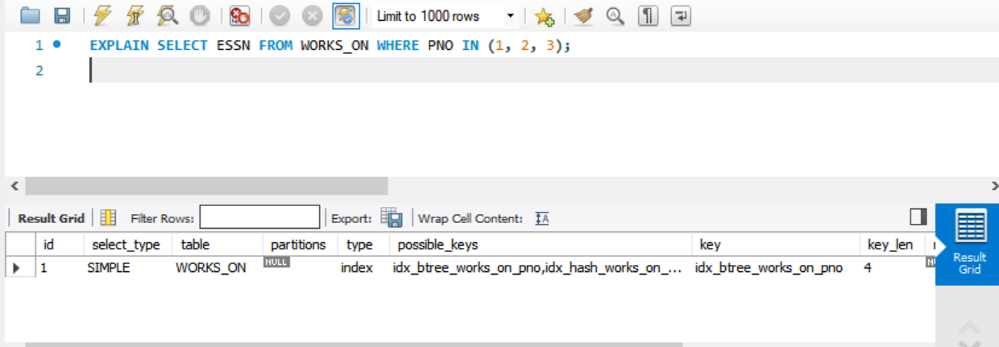 Limit to 1000 rows
1 EXPLAIN SELECT ESSN FROM WORKS_ON WHERE PNO IN (1, 2, 3);
2
Result Grid Filter Rows: Export: Wrap Cell Content: IA
id select_type table partitions type possible_keys key key_len
1 SIMPLE WORKS_ON NULL index idx_btree_works_on_pno,idx_hash_works_on_... idx_btree_works_on_pno 4
Result
Grid